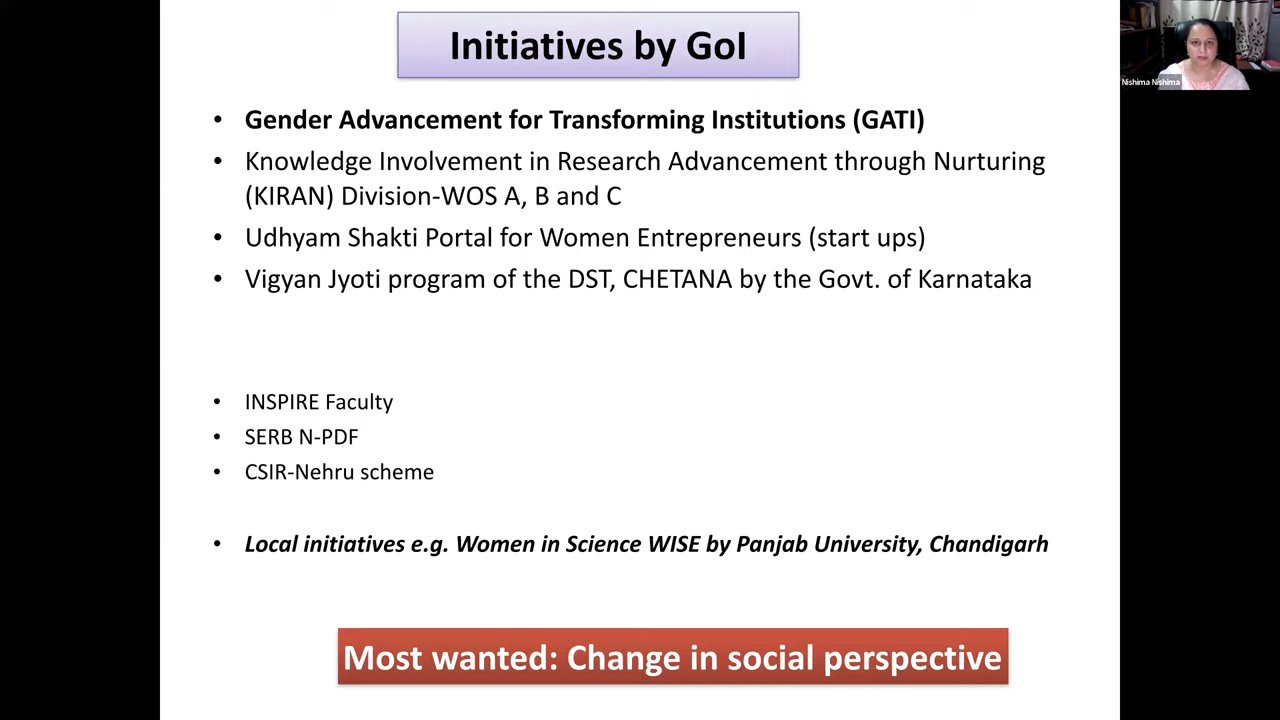 Initiatives by GoI
• Gender Advancement for Transforming Institutions (GATI)
• Knowledge Involvement in Research Advancement through Nurturing
(KIRAN) Division-WOS A, B and C
• Udhyam Shakti Portal for Women Entrepreneurs (start ups)
• Vigyan Jyoti program of the DST, CHETANA by the Govt. of Karnataka
• INSPIRE Faculty
• SERB N-PDF
• CSIR-Nehru scheme
• Local initiatives e.g. Women in Science WISE by Panjab University, Chandigarh
Most wanted: Change in social perspective
Nishima Nishima